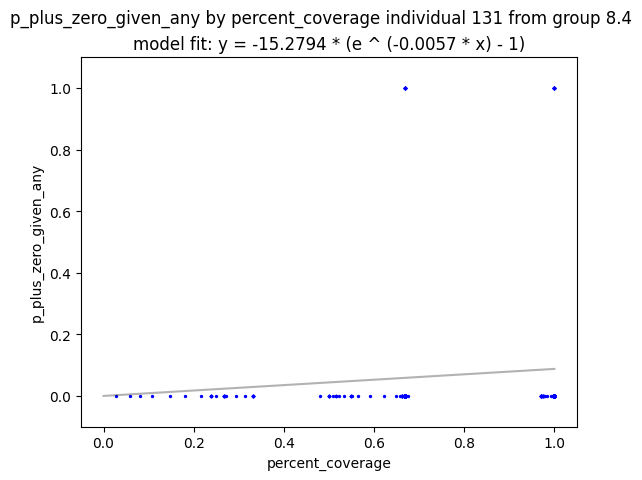 p_plus_zero_given_any by percent_coverage individual 131 from group 8.4
model fit: y = -15.2794 * (e ^ (-0.0057 * x) - 1)
1.0
0.8
0.6
0.4
0.2
0.0
p_plus_zero_given_any
0.0 0.2 0.4 0.6 0.8 1.0
percent_coverage